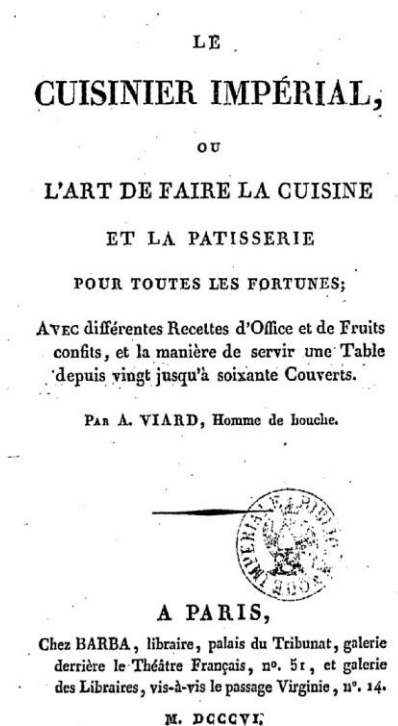 LE
CUISINIER IMPÉRIAL,
OU
L'ART DE FAIRE LA CUISINE
ET LA PATISSERIE
POUR TOUTES LES FORTUNES;
AVEC différentes Recettes d'Office et de Fruits
confits, et la manière de servir une Table
depuis vingt jusqu'à soixante Couverts.
PAR A. VIARD, Homme de bouche.
A PARIS,
Chez BARBA, libraire, palais du Tribunat, galerie
derrière le Théâtre Français, nº. 51, et galerie
des Libraires, vis-à-vis le passage Virginie, nº. 14.
M. DCCCVI.